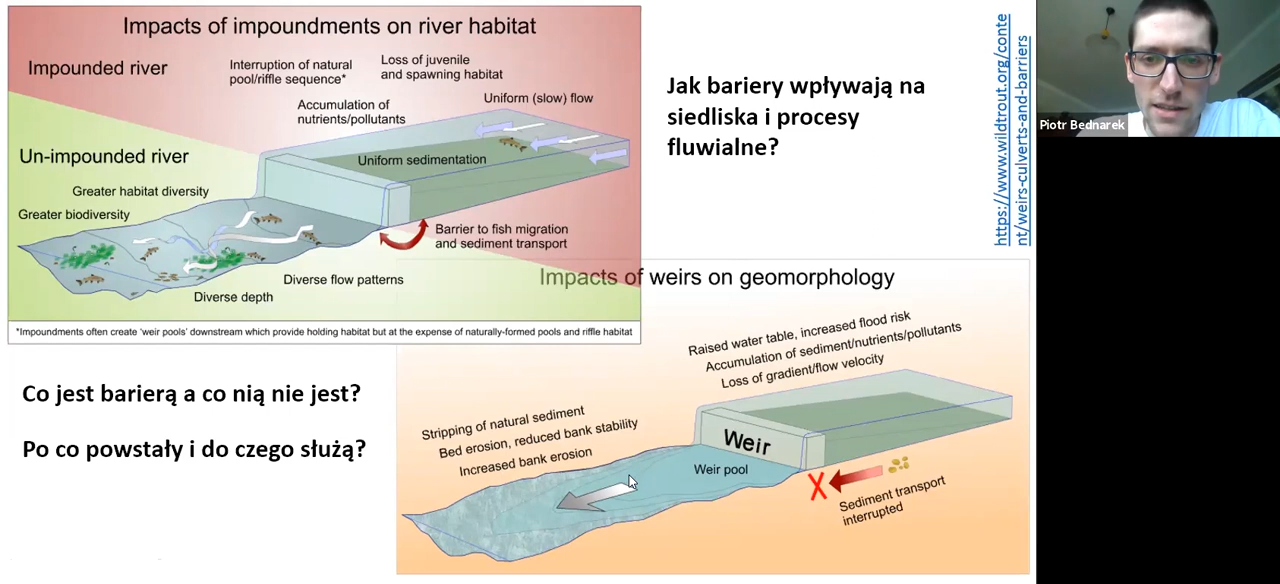 Impacts of impoundments on river habitat
Impounded river
Interruption of natural
pool/riffle sequence*
Loss of juvenile
and spawning habitat
Accumulation of
nutrients/pollutants
Uniform (slow) flow
Uniform sedimentation
Un-impounded river
Greater habitat diversity
Greater biodiversity
Barrier to fish migration
and sediment transport
Diverse flow patterns
Diverse depth
*Impoundments often create 'weir pools' downstream which provide holding habitat but at the expense of naturally-formed pools and riffle habitat
Jak bariery wpływają na
siedliska i procesy
fluwialne?
https://www.wildtrout.org/conte
nt/weirs-culverts-and-barriers
Piotr Bednarek
Co jest barierą a co nią nie jest?
Po co powstały i do czego służą?
Impacts of weirs on geomorphology
Raised water table, increased flood risk
Accumulation of sediment/nutrients/pollutants
Loss of gradient/flow velocity
Stripping of natural sediment
Bed erosion, reduced bank stability
Increased bank erosion
Weir
Weir pool
Sediment transport
interrupted